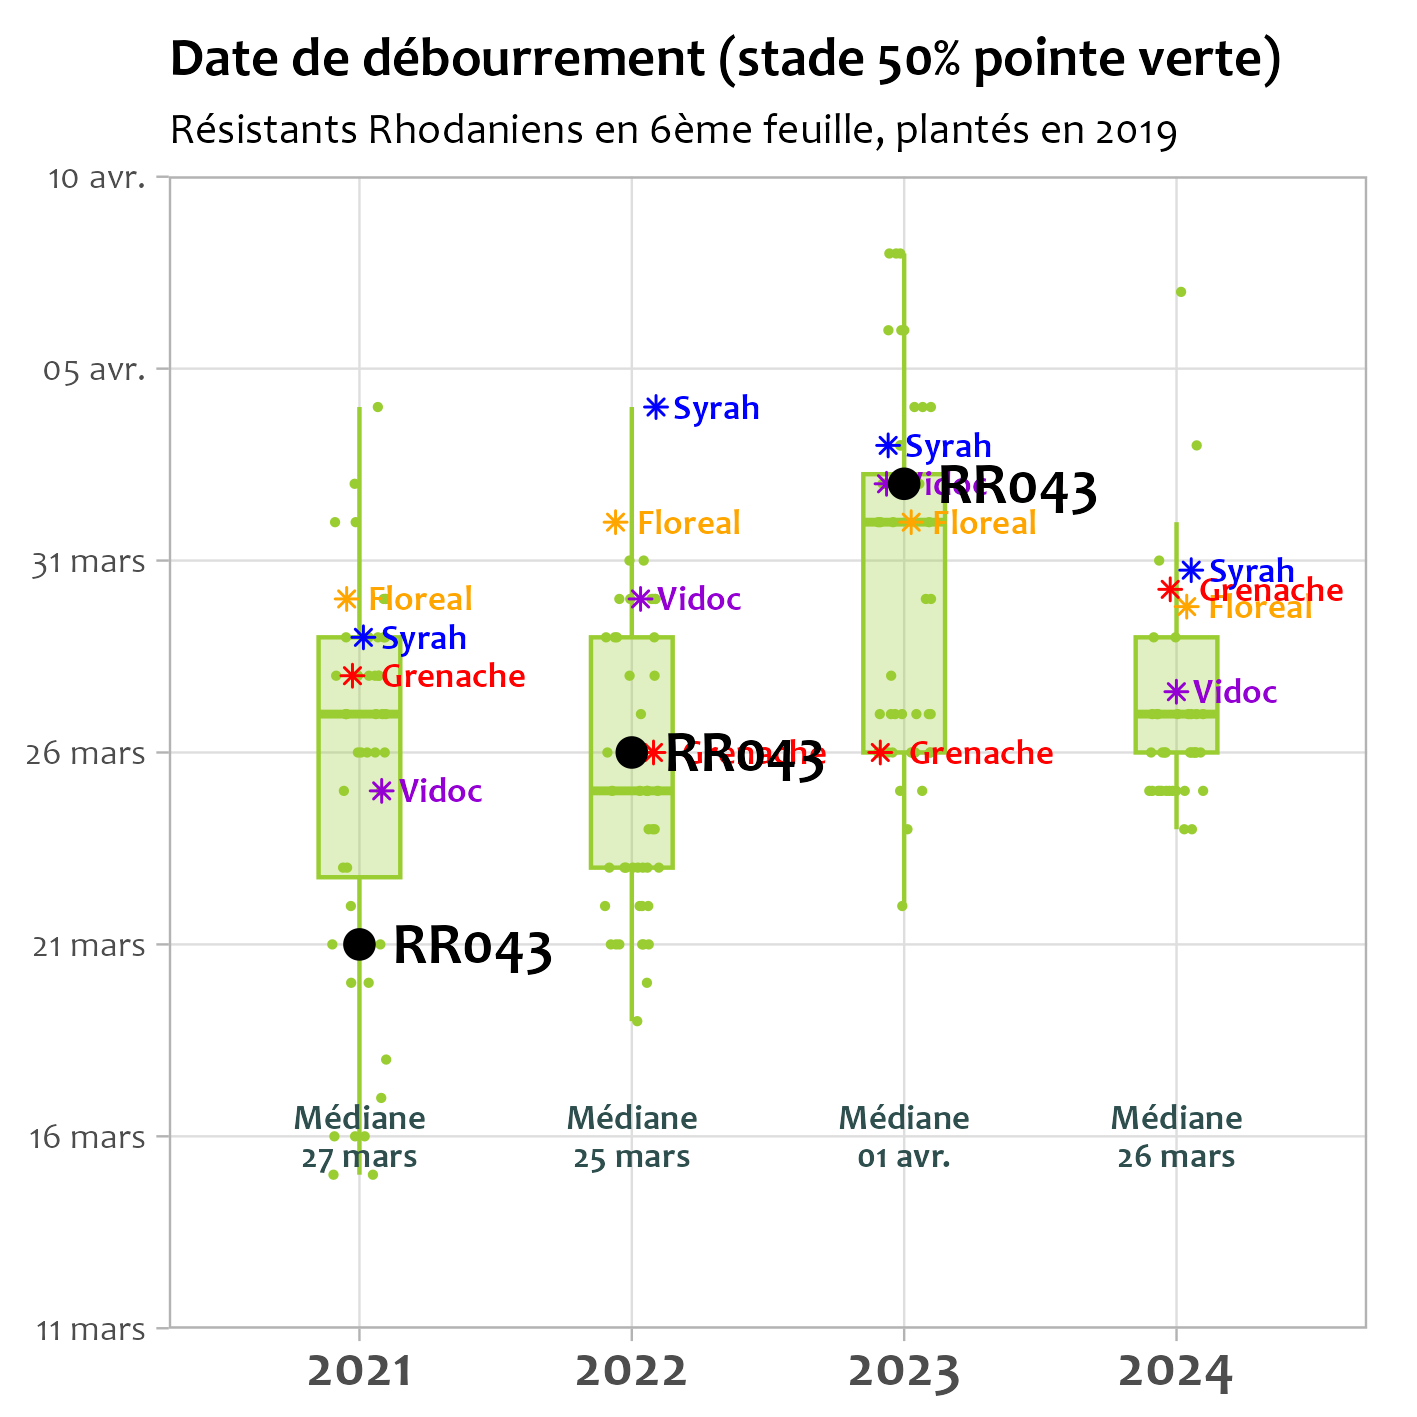 Date de débourrement (stade 50% pointe verte)
Résistants Rhodaniens en 6ème feuille, plantés en 2019
10 avr.
05 avr.
31 mars
26 mars
21 mars
16 mars
11 mars
Floreal
Syrah
Grenache
Vidoc
RR043
Médiane
27 mars
Syrah
Floreal
Vidoc
Grenache
RR043
Médiane
25 mars
Syrah
Vidoc
RR043
Floreal
Grenache
Médiane
01 avr.
Syrah
Grenache
Floreal
Vidoc
Médiane
26 mars
2021
2022
2023
2024